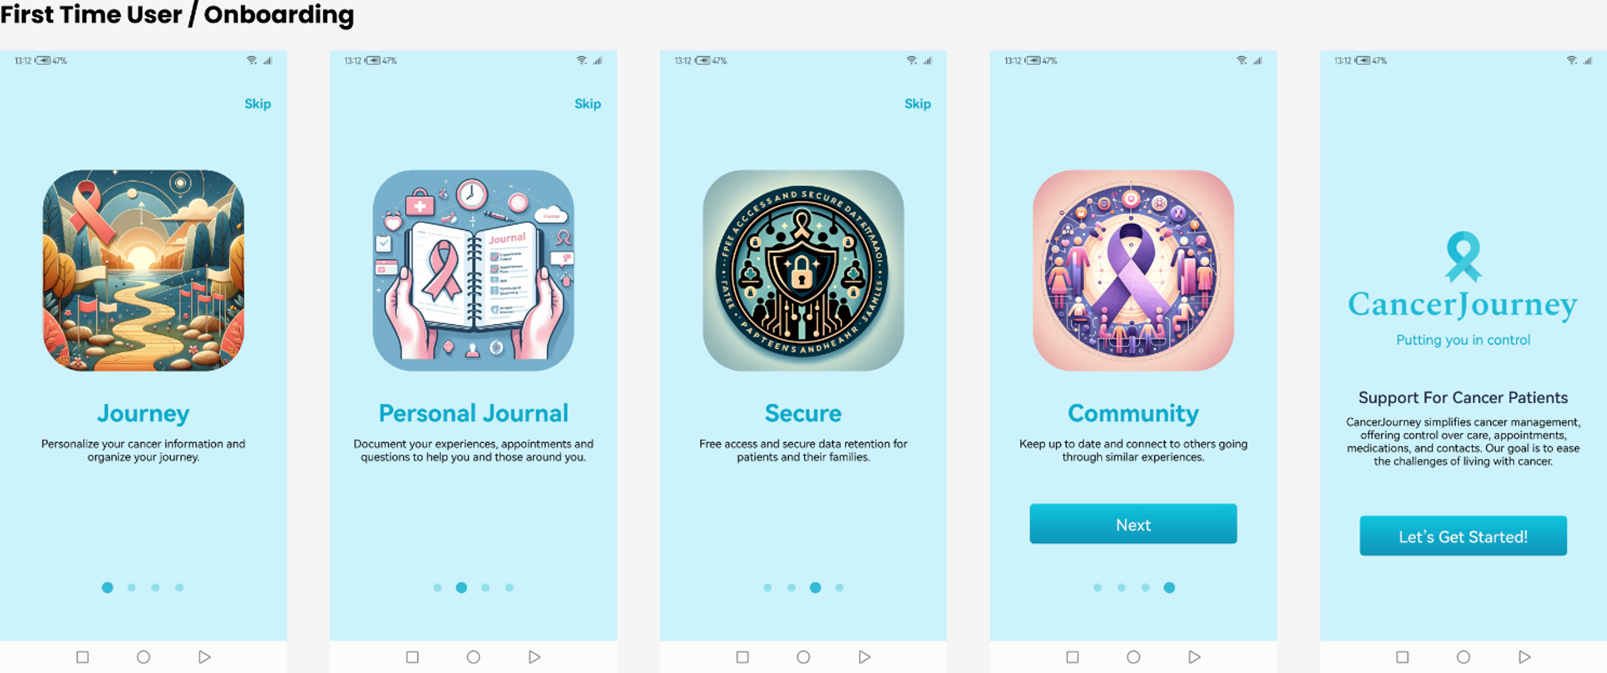 First Time User / Onboarding
13:12 47%
Skip
Journey
Personalize your cancer information and
organize your journey.
13:12 47%
Skip
Journal
Personal Journal
Document your experiences, appointments and
questions to help you and those around you.
13:12 47%
Skip
FREE ACCCESS AND SECURE DAT
Secure
Free access and secure data retention for
patients and their families.
13:12 47%
Community
Keep up to date and connect to others going
through similar experiences.
Next
13:12 47%
CancerJourney
Putting you in control
Support For Cancer Patients
CancerJourney simplifies cancer management,
offering control over care, appointments,
medications, and contacts. Our goal is to ease
the challenges of living with cancer.
Let's Get Started!